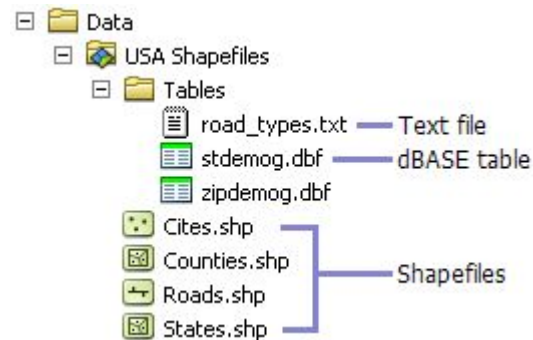 Data
USA Shapefiles
Tables
road_types.txt Text file
stdemog.dbf dBASE table
zipdemog.dbf
Cites.shp
Counties.shp
Shapefiles
Roads.shp
States.shp